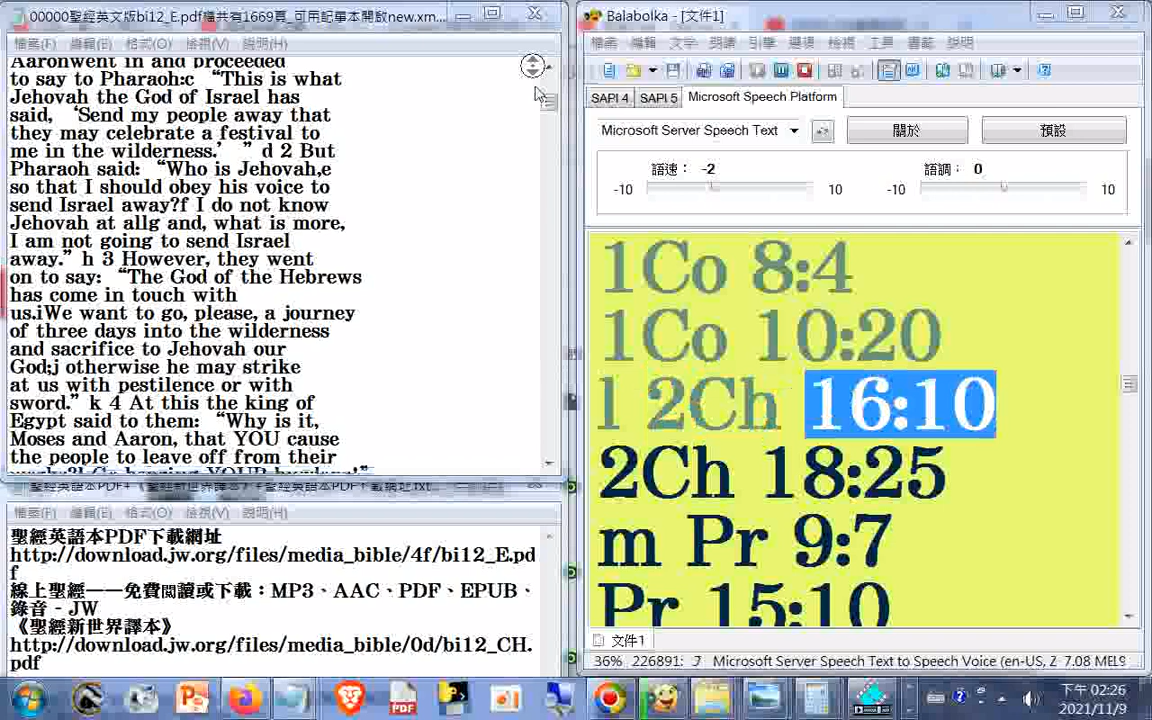 00000聖經英文版bi12_E.pdf檔共有1669頁_可用記事本開啟new.xm...
檔案(F) 編輯(E) 格式(O) 檢視(V) 說明(H)
Aaronwent in and proceeded
to say to Pharaoh:c “This is what
Jehovah the God of Israel has
said, ‘Send my people away that
they may celebrate a festival to
me in the wilderness.’ ” d 2 But
Pharaoh said: “Who is Jehovah,e
so that I should obey his voice to
send Israel away?f I do not know
Jehovah at allg and, what is more,
I am not going to send Israel
away.” h 3 However, they went
on to say: “The God of the Hebrews
has come in touch with
us.iWe want to go, please, a journey
of three days into the wilderness
and sacrifice to Jehovah our
God;j otherwise he may strike
at us with pestilence or with
sword.” k 4 At this the king of
Egypt said to them: “Why is it,
Moses and Aaron, that YOU cause
the people to leave off from their
檔案(F) 編輯(E) 格式(O) 檢視(V) 說明(H)
聖經英語本PDF下載網址
http://download.jw.org/files/media_bible/4f/bi12_E.pd
f
線上聖經——免費閱讀或下載：MP3、AAC、PDF、EPUB、
錄音 - JW
《聖經新世界譯本》
http://download.jw.org/files/media_bible/0d/bi12_CH.
pdf
Balabolka - [文件1]
檔案 編輯 文字 朗讀 引擎 選項 檢視 工具 書籤 說明
SAPI 4 SAPI 5 Microsoft Speech Platform
Microsoft Server Speech Text 關於 預設
語速： -2 語調： 0
-10 10 -10 10
1Co 8:4
1Co 10:20
l 2Ch 16:10
2Ch 18:25
m Pr 9:7
Pr 15:10
文件1
36% 226891: 7 Microsoft Server Speech Text to Speech Voice (en-US, Z 7.08 MEL9
下午 02:26
2021/11/9